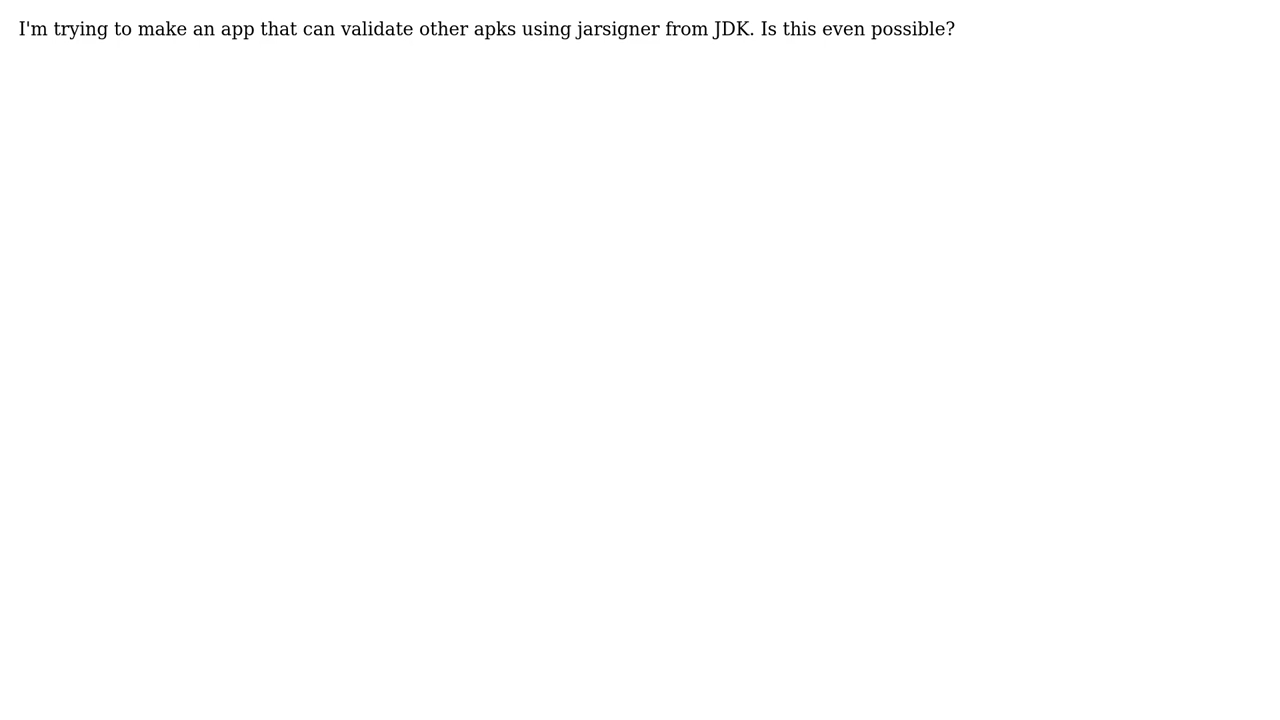 I'm trying to make an app that can validate other apks using jarsigner from JDK. Is this even possible?